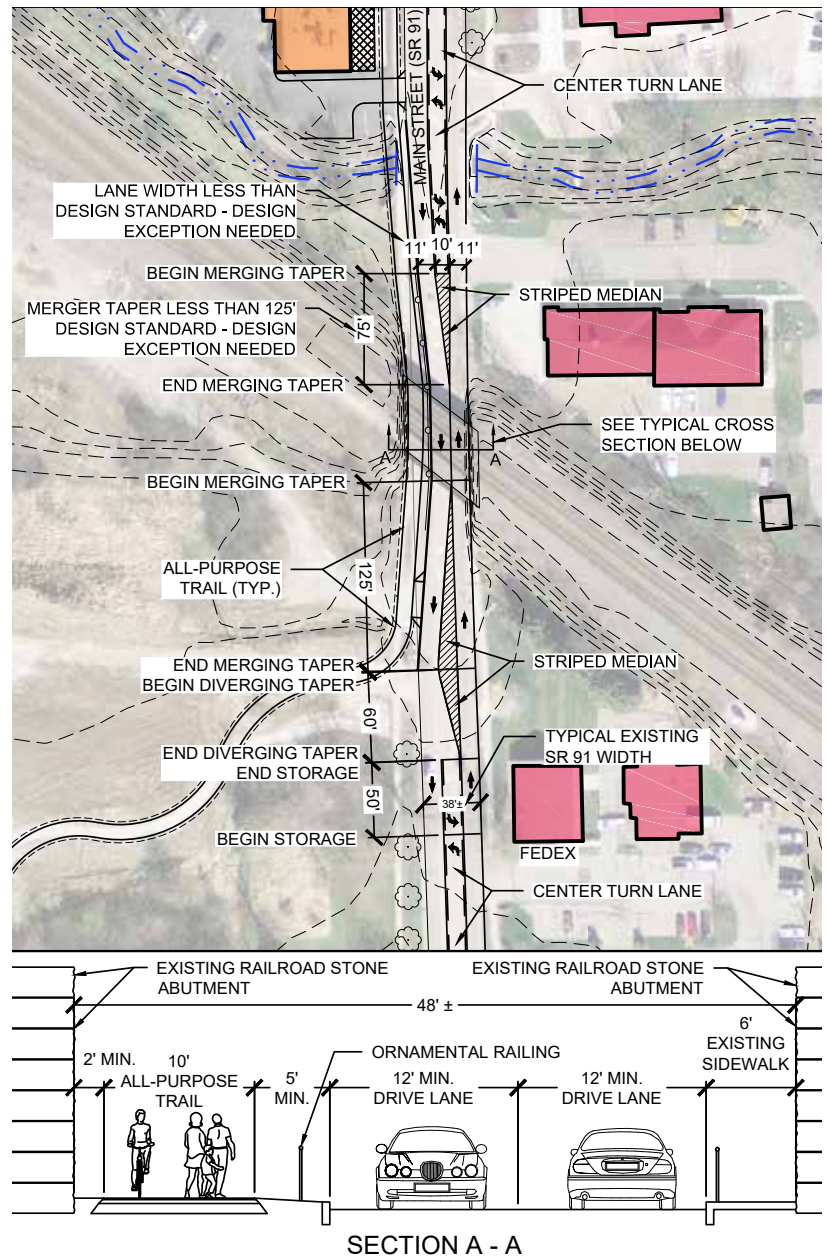 MAIN STREET (SR 91)
CENTER TURN LANE
LANE WIDTH LESS THAN
DESIGN STANDARD - DESIGN
EXCEPTION NEEDED
11' 10' 11'
BEGIN MERGING TAPER
STRIPED MEDIAN
MERGER TAPER LESS THAN 125'
DESIGN STANDARD - DESIGN
EXCEPTION NEEDED
75'
END MERGING TAPER
SEE TYPICAL CROSS
SECTION BELOW
A A
BEGIN MERGING TAPER
ALL-PURPOSE
TRAIL (TYP.)
125'
END MERGING TAPER
BEGIN DIVERGING TAPER
STRIPED MEDIAN
60'
TYPICAL EXISTING
SR 91 WIDTH
END DIVERGING TAPER
END STORAGE
50'
38'±
BEGIN STORAGE
FEDEX
CENTER TURN LANE
EXISTING RAILROAD STONE
ABUTMENT
EXISTING RAILROAD STONE
ABUTMENT
48' ±
2' MIN.
10'
ALL-PURPOSE
TRAIL
5'
MIN.
ORNAMENTAL RAILING
12' MIN.
DRIVE LANE
12' MIN.
DRIVE LANE
6'
EXISTING
SIDEWALK
SECTION A - A